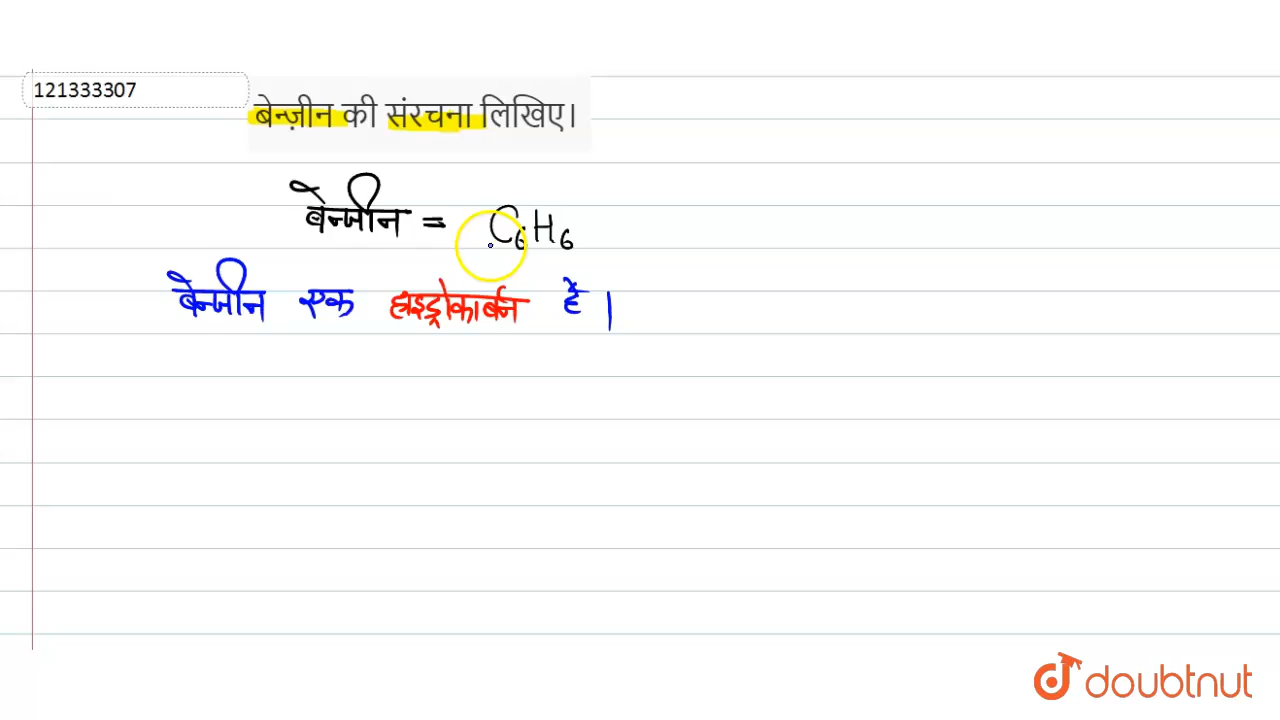 121333307
बेन्ज़ीन की संरचना लिखिए।
बेन्जीन = C₆H₆
बेन्जीन एक हाइड्रोकार्बन है।
doubtnut